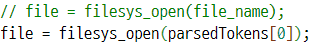 // file = filesys_open(file_name);
file = filesys_open(parsedTokens[0]);